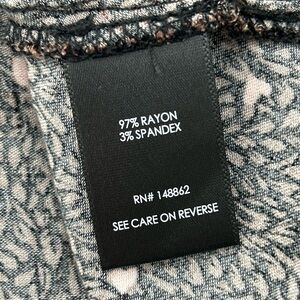 97% RAYON
3% SPANDEX
RN# 148862
SEE CARE ON REVERSE